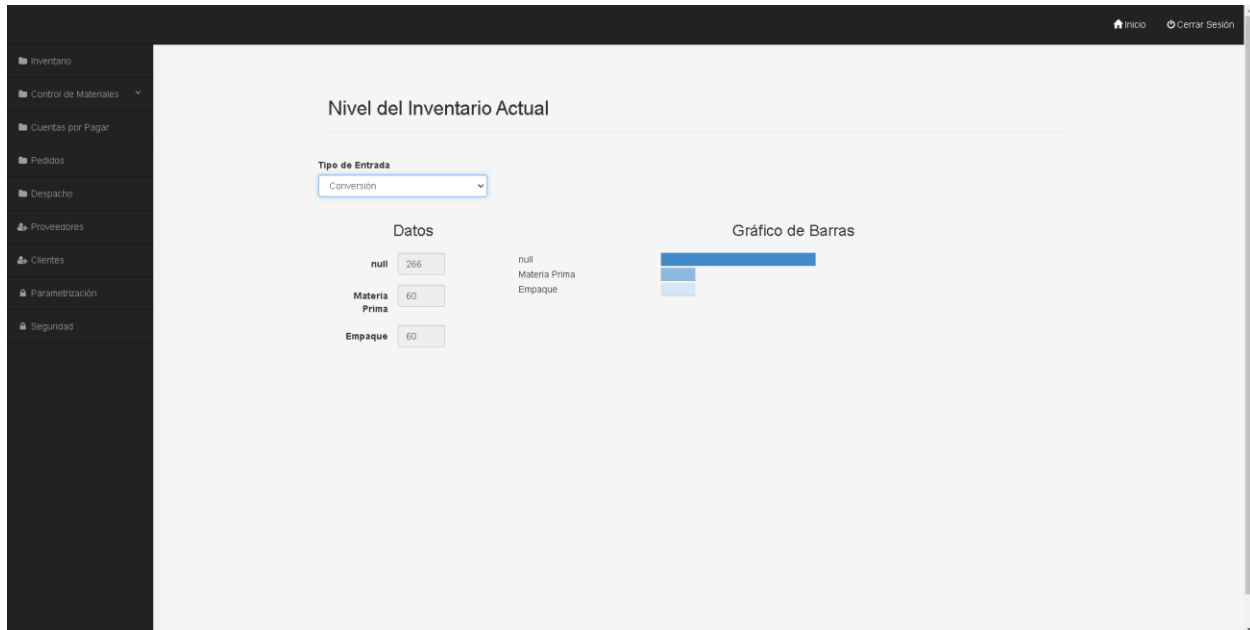 Inicio
Cerrar Sesión
Inventario
Control de Materiales
Cuentas por Pagar
Pedidos
Despacho
Proveedores
Clientes
Parametrización
Seguridad
Nivel del Inventario Actual
Tipo de Entrada
Conversión
Datos
null 266
Materia
Prima
60
Empaque 60
Gráfico de Barras
null
Materia Prima
Empaque